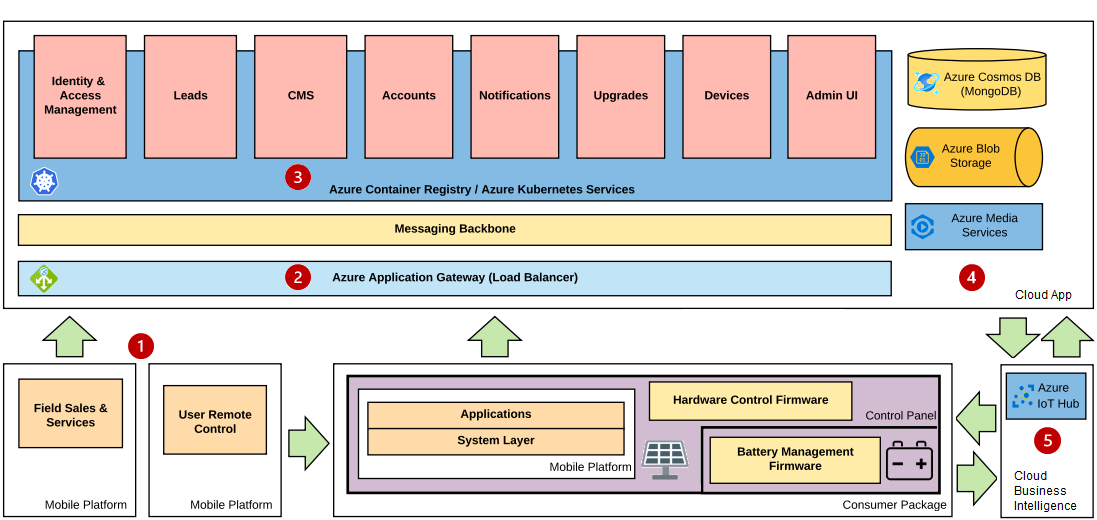 Identity &
Access
Management
Leads
CMS
Accounts
Notifications
Upgrades
Devices
Admin UI
Azure Cosmos DB
(MongoDB)
Azure Blob
Storage
3
Azure Container Registry / Azure Kubernetes Services
Azure Media
Services
Messaging Backbone
2
Azure Application Gateway (Load Balancer)
4
Cloud App
1
Field Sales &
Services
Mobile Platform
User Remote
Control
Mobile Platform
Applications
System Layer
Mobile Platform
Hardware Control Firmware
Control Panel
Battery Management
Firmware
Consumer Package
Azure
IoT Hub
5
Cloud
Business
Intelligence